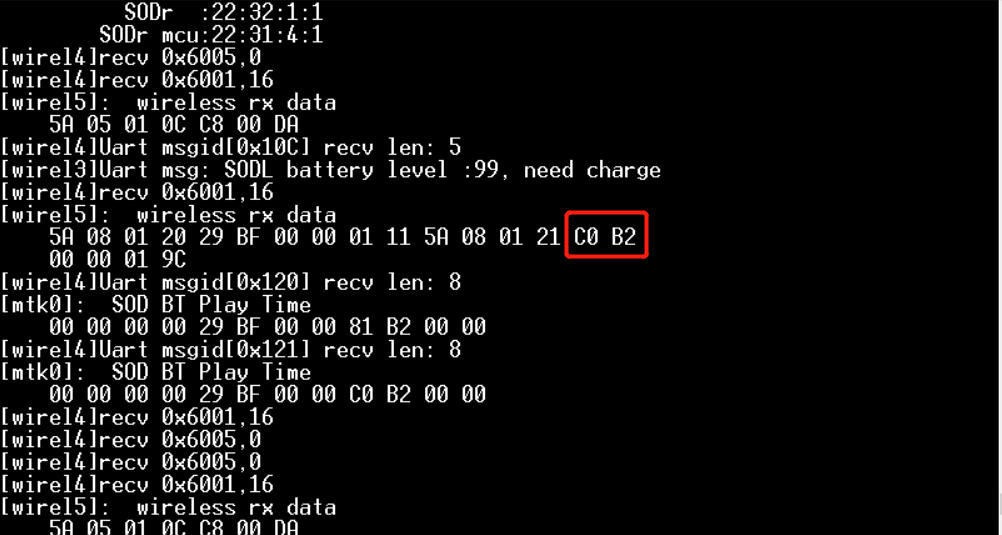 SODr :22:32:1:1
SODr mcu:22:31:4:1
[wirel4]recv 0x6005,0
[wirel4]recv 0x6001,16
[wirel5]: wireless rx data
5A 05 01 0C C8 00 DA
[wirel4]Uart msgid[0x10C] recv len: 5
[wirel3]Uart msg: SODL battery level :99, need charge
[wirel4]recv 0x6001,16
[wirel5]: wireless rx data
5A 08 01 20 29 BF 00 00 01 11 5A 08 01 21 C0 B2
00 00 01 9C
[wirel4]Uart msgid[0x120] recv len: 8
[mtk0]: SOD BT Play Time
00 00 00 00 29 BF 00 00 81 B2 00 00
[wirel4]Uart msgid[0x121] recv len: 8
[mtk0]: SOD BT Play Time
00 00 00 00 29 BF 00 00 C0 B2 00 00
[wirel4]recv 0x6001,16
[wirel4]recv 0x6005,0
[wirel4]recv 0x6005,0
[wirel4]recv 0x6001,16
[wirel5]: wireless rx data
5A 05 01 0C C8 00 DA